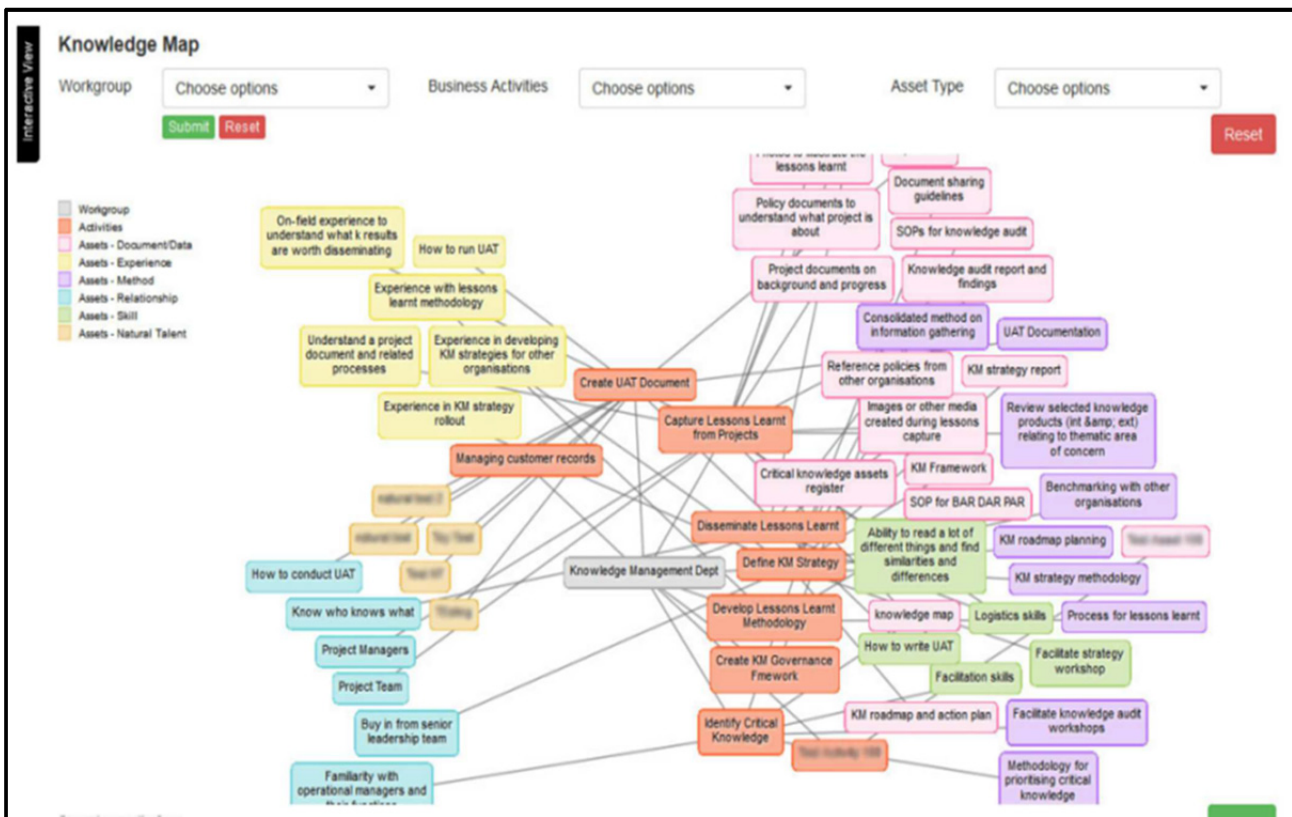 Interactive View
Knowledge Map
Workgroup
Choose options
Business Activities
Choose options
Asset Type
Choose options
Submit
Reset
Reset
Workgroup
Activities
Assets - Document/Data
Assets - Experience
Assets - Method
Assets - Relationship
Assets - Skill
Assets - Natural Talent
On-field experience to
understand what k results
are worth disseminating
How to run UAT
Experience with lessons
learnt methodology
Understand a project
document and related
processes
Experience in developing
KM strategies for other
organisations
Experience in KM strategy
rollout
Create UAT Document
Capture Lessons Learnt
from Projects
Managing customer records
Disseminate Lessons Learnt
Define KM Strategy
Knowledge Management Dept
Develop Lessons Learnt
Methodology
Create KM Governance
Fmework
Identify Critical
Knowledge
How to conduct UAT
Know who knows what
Project Managers
Project Team
Buy in from senior
leadership team
Familiarity with
operational managers and
their functions
lessons learnt
Document sharing
guidelines
Policy documents to
understand what project is
about
SOPs for knowledge audit
Project documents on
background and progress
Knowledge audit report and
findings
Consolidated method on
information gathering
UAT Documentation
Reference policies from
other organisations
KM strategy report
Images or other media
created during lessons
capture
Review selected knowledge
products (int &amp; ext)
relating to thematic area
of concern
Critical knowledge assets
register
KM Framework
SOP for BAR DAR PAR
Benchmarking with other
organisations
Ability to read a lot of
different things and find
similarities and
differences
KM roadmap planning
KM strategy methodology
knowledge map
Logistics skills
Process for lessons learnt
How to write UAT
Facilitate strategy
workshop
Facilitation skills
KM roadmap and action plan
Facilitate knowledge audit
workshops
Methodology for
prioritising critical
knowledge